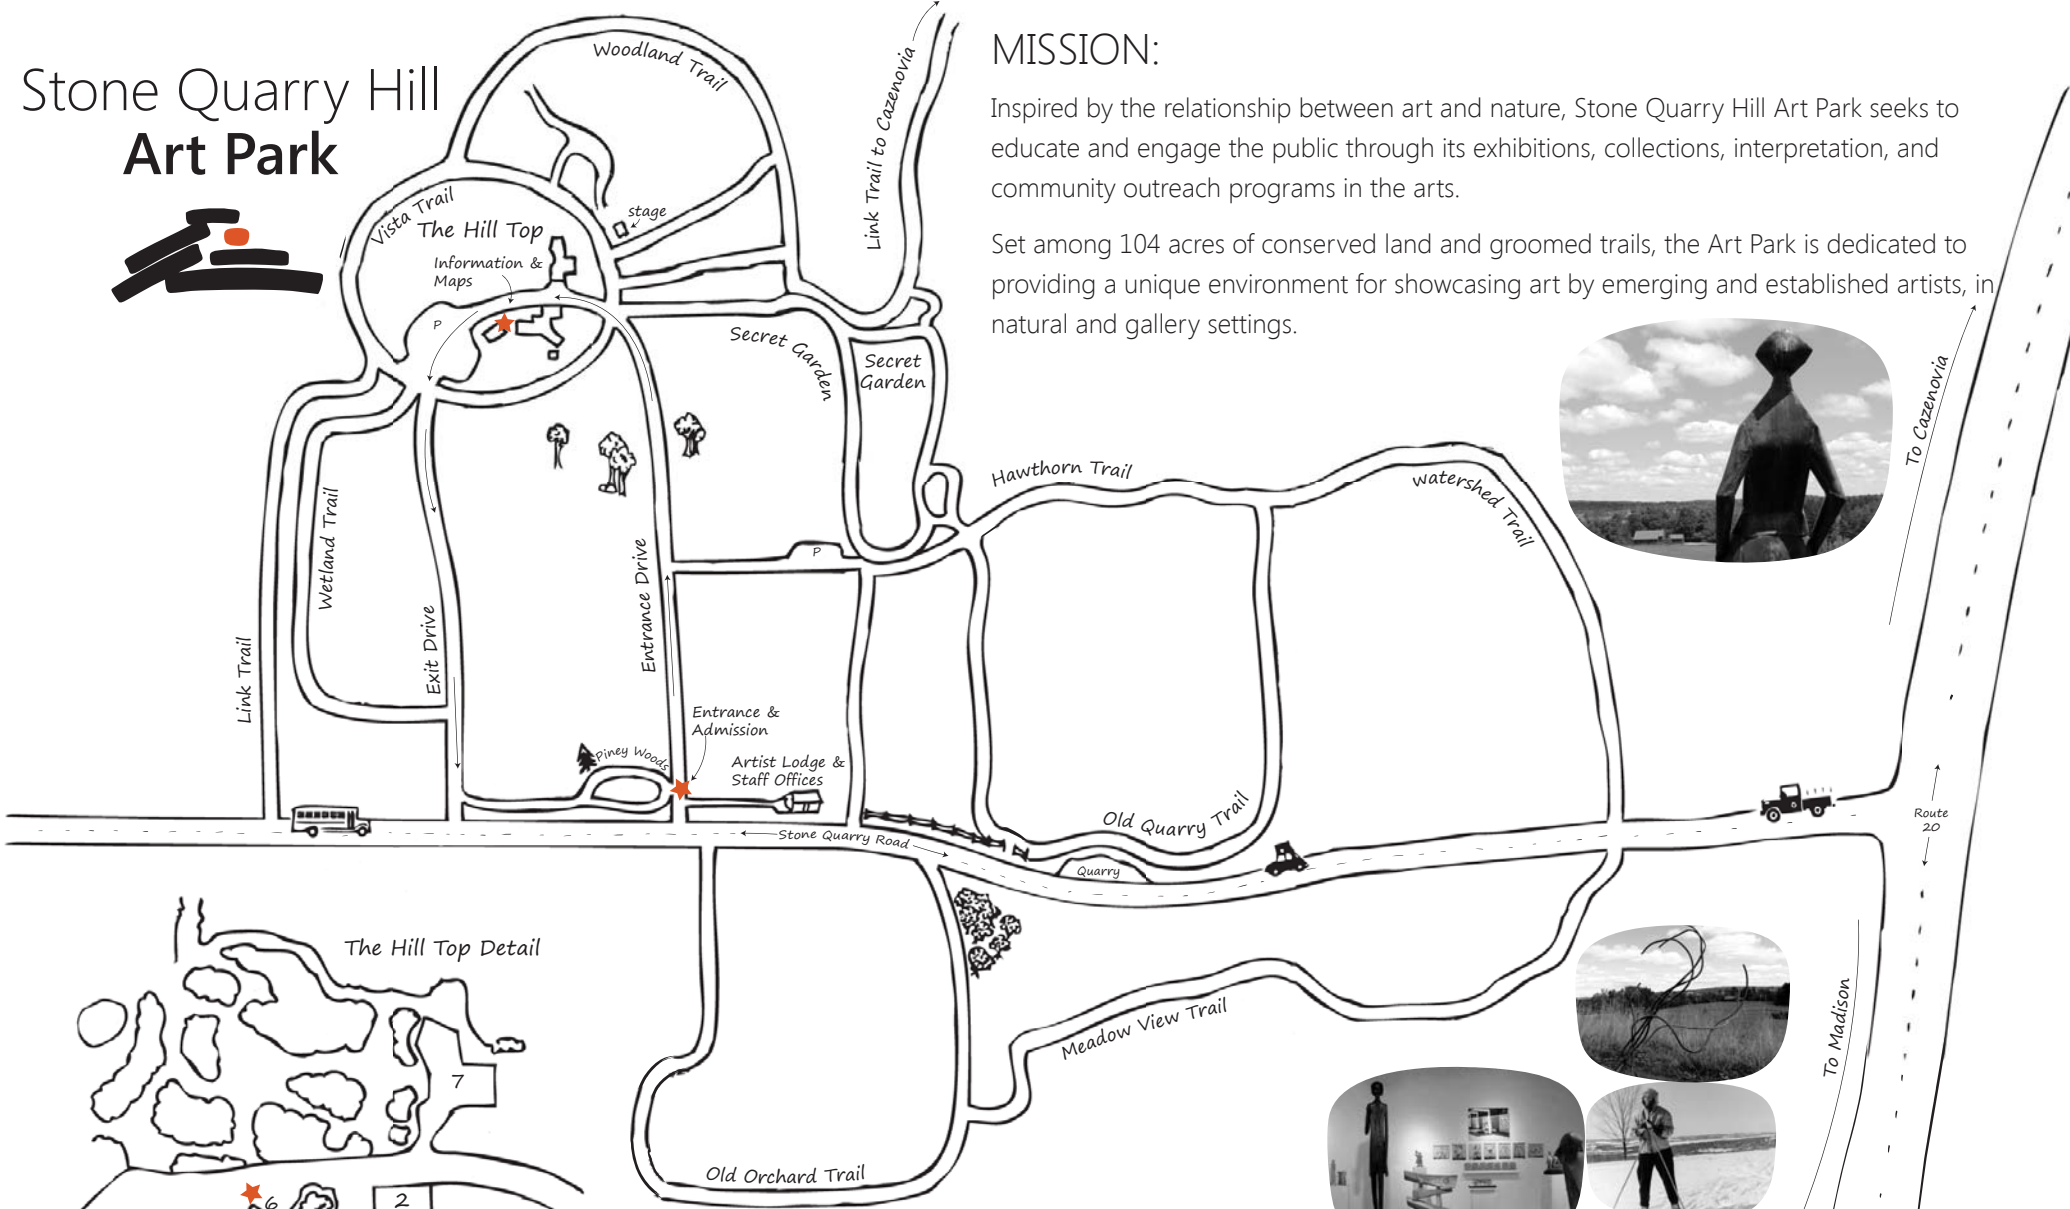 Stone Quarry Hill
Art Park
MISSION:
Inspired by the relationship between art and nature, Stone Quarry Hill Art Park seeks to
educate and engage the public through its exhibitions, collections, interpretation, and
community outreach programs in the arts.
Set among 104 acres of conserved land and groomed trails, the Art Park is dedicated to
providing a unique environment for showcasing art by emerging and established artists, in
natural and gallery settings.
Woodland Trail
Link Trail to Cazenovia
Vista Trail
The Hill Top
stage
Information &
Maps
P
Secret Garden
Secret
Garden
To Cazenovia
Hawthorn Trail
Watershed Trail
Wetland Trail
Entrance Drive
P
Exit Drive
Link Trail
Entrance &
Admission
Piney Woods
Artist Lodge &
Staff Offices
Old Quarry Trail
Route
20
Stone Quarry Road
Quarry
The Hill Top Detail
Meadow View Trail
To Madison
7
Old Orchard Trail
6
2